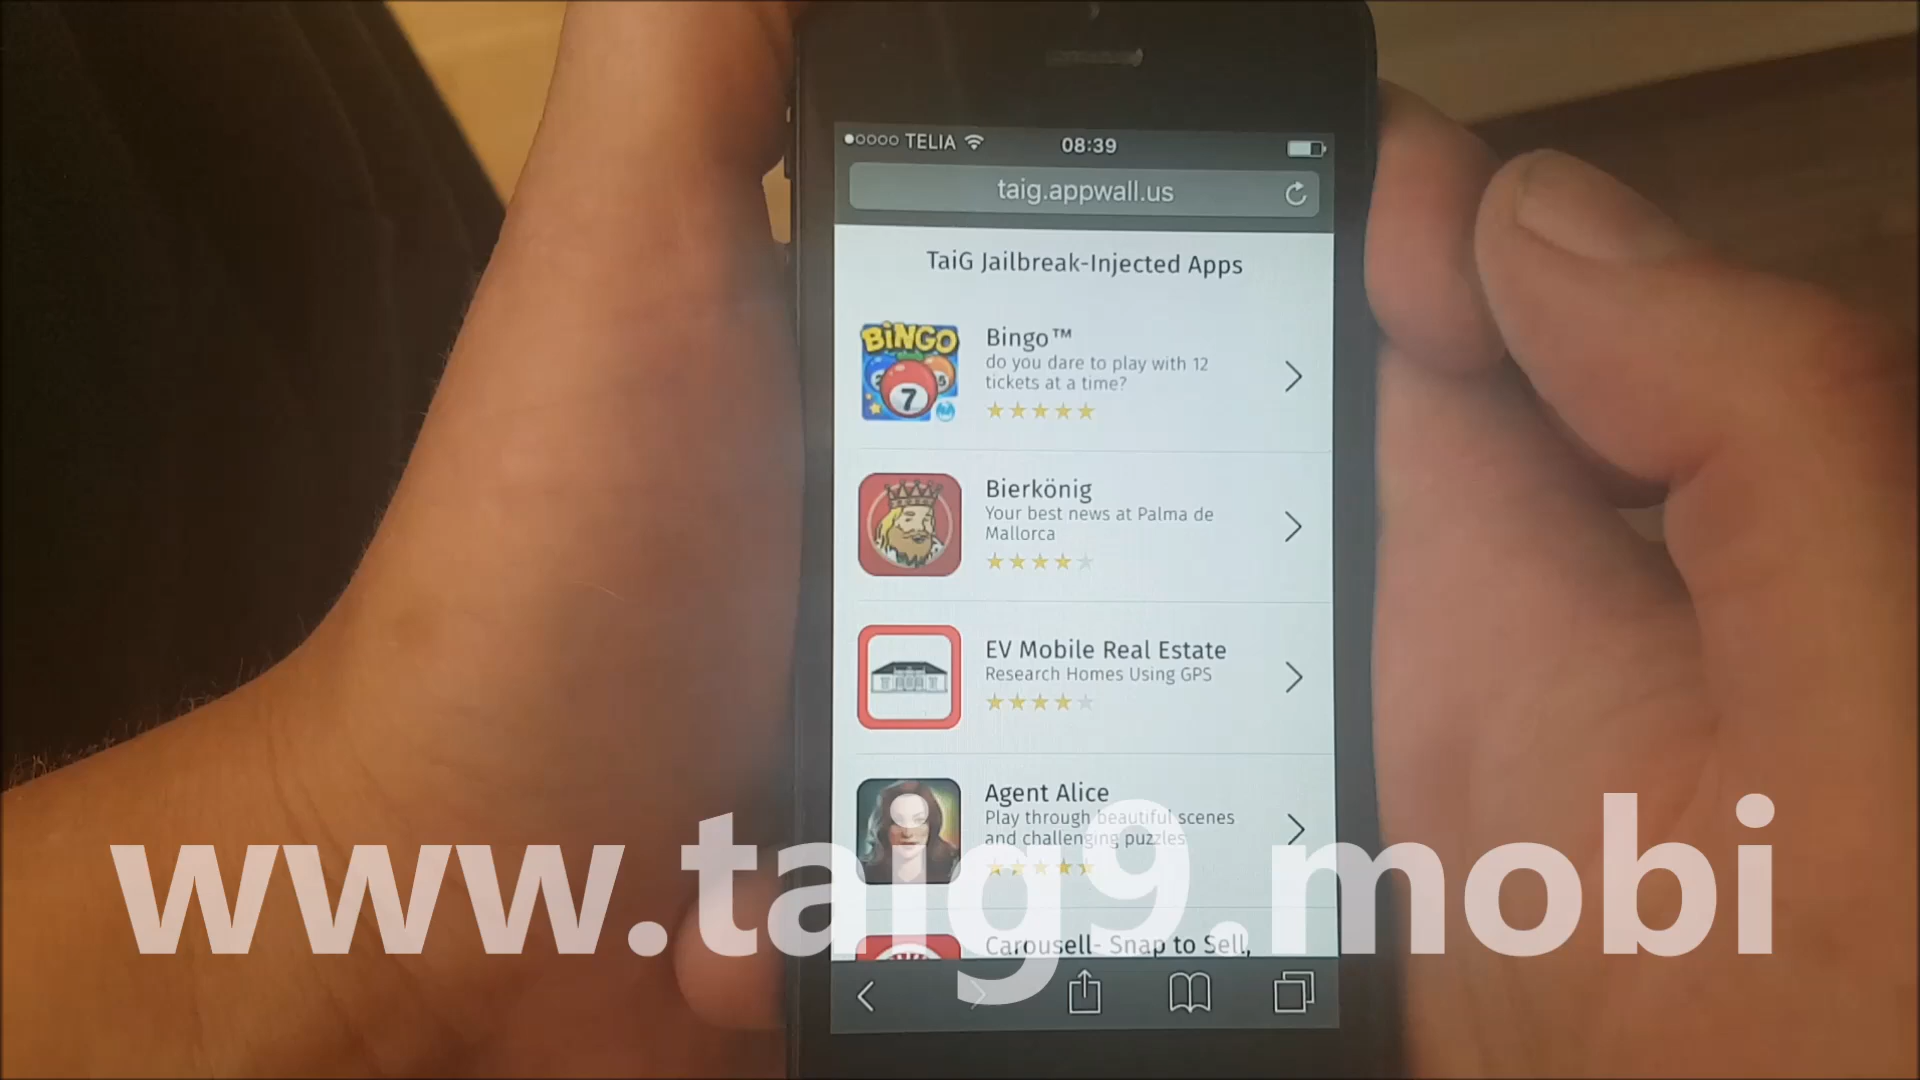 TELIA
08:39
taig.appwall.us
TaiG Jailbreak-Injected Apps
BiNGO
7
5
Bingo™
do you dare to play with 12
tickets at a time?
Bierkönig
Your best news at Palma de
Mallorca
EV Mobile Real Estate
Research Homes Using GPS
Agent Alice
Play through beautiful scenes
and challenging puzzles
Carousell- Snap to Sell,
www.taig9.mobi